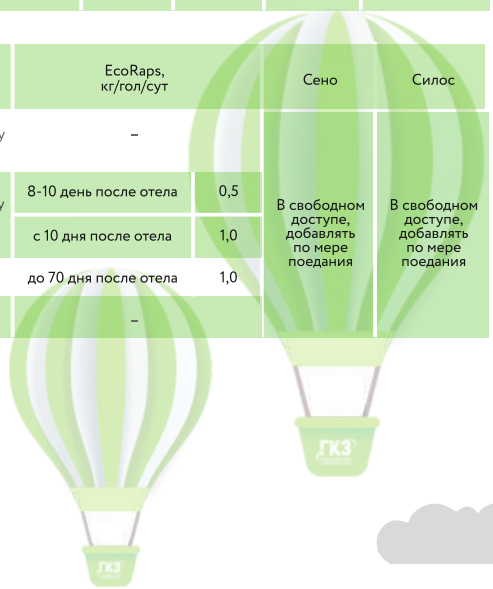 EcoRaps,
кг/гол/сут
Сено
Силос
у
–
8-10 день после отела
0,5
у
с 10 дня после отела
1,0
до 70 дня после отела
1,0
–
В свободном
доступе,
добавлять
по мере
поедания
В свободном
доступе,
добавлять
по мере
поедания
ГКЗ
ГКЗ